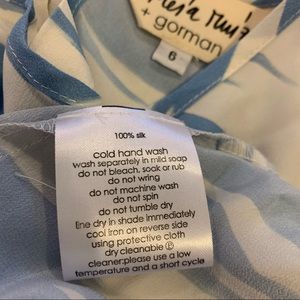 + gorman
6
100% silk
cold hand wash
wash separately in mild soap
do not bleach, soak or rub
do not wring
do not machine wash
do not spin
do not tumble dry
line dry in shade immediately
cool iron on reverse side
using protective cloth
dry cleanable Ⓟ
cleaner:please use a low
temperature and a short cycle